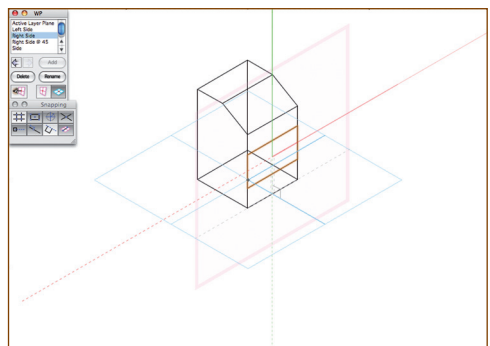 WP
Active Layer Plane
Left Side
Right Side
Right Side @ 45
Side
Add
Delete
Rename
Snapping